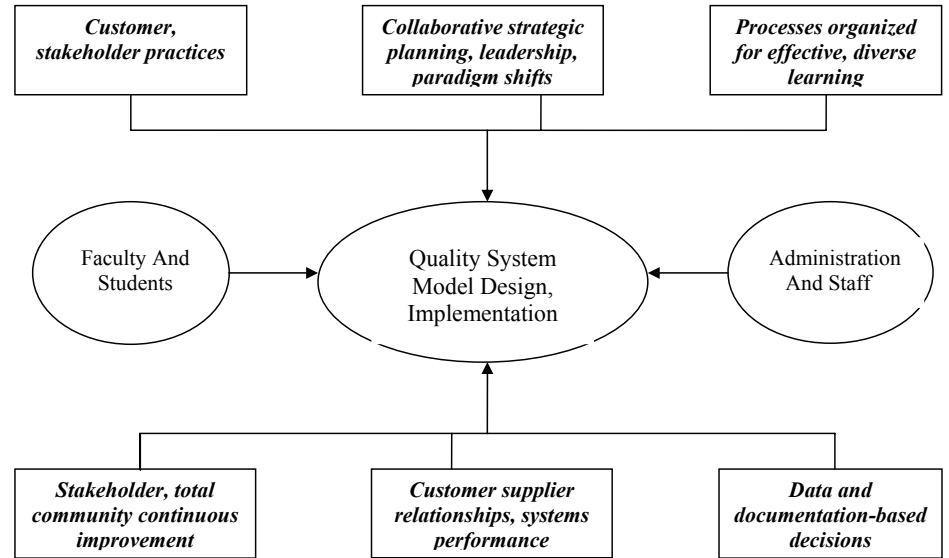 Customer,
stakeholder practices
Collaborative strategic
planning, leadership,
paradigm shifts
Processes organized
for effective, diverse
learning
Faculty And
Students
Quality System
Model Design,
Implementation
Administration
And Staff
Stakeholder, total
community continuous
improvement
Customer supplier
relationships, systems
performance
Data and
documentation-based
decisions